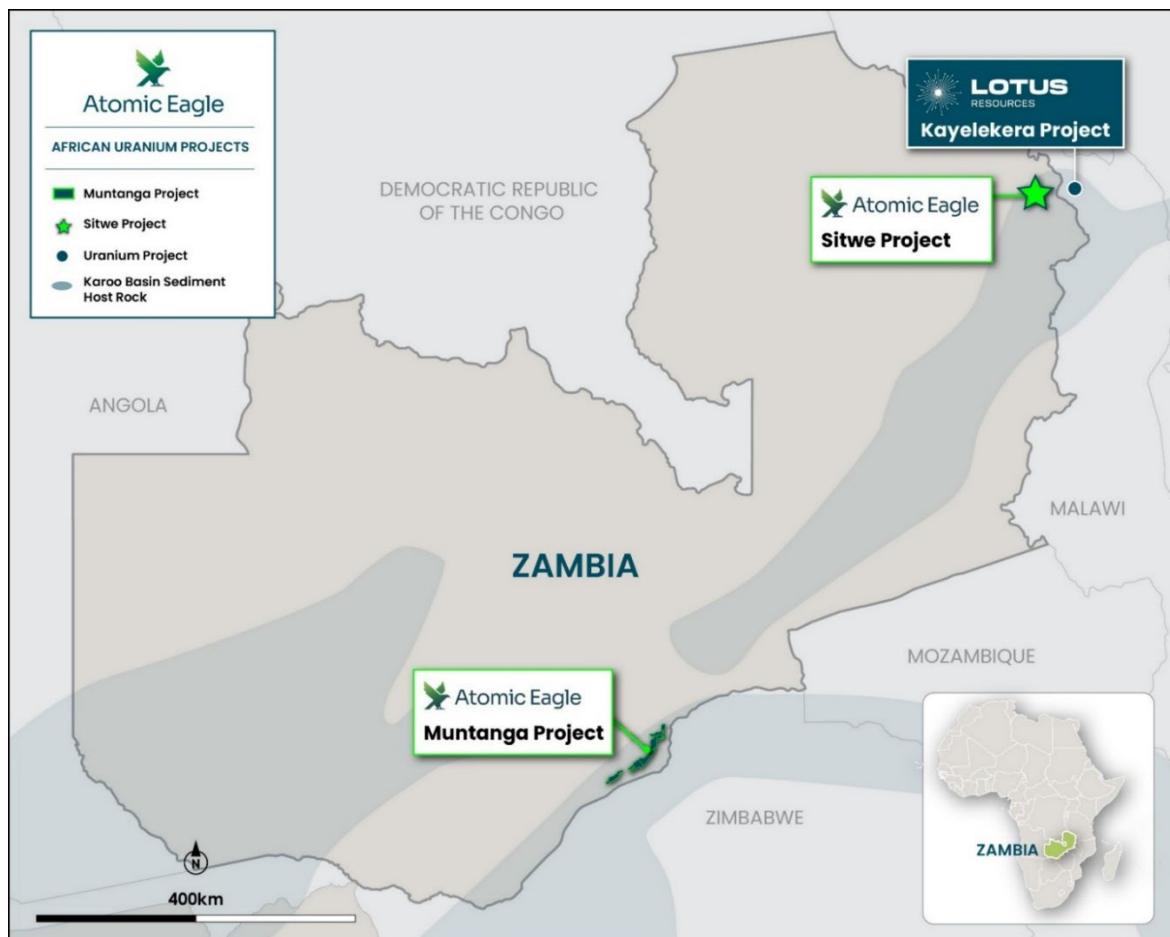 Atomic Eagle
AFRICAN URANIUM PROJECTS
Muntanga Project
Sitwe Project
Uranium Project
Karoo Basin Sediment
Host Rock
LOTUS
RESOURCES
Kayelekera Project
DEMOCRATIC REPUBLIC
OF THE CONGO
Atomic Eagle
Sitwe Project
ANGOLA
MALAWI
ZAMBIA
MOZAMBIQUE
Atomic Eagle
Muntanga Project
ZIMBABWE
ZAMBIA
N
400km